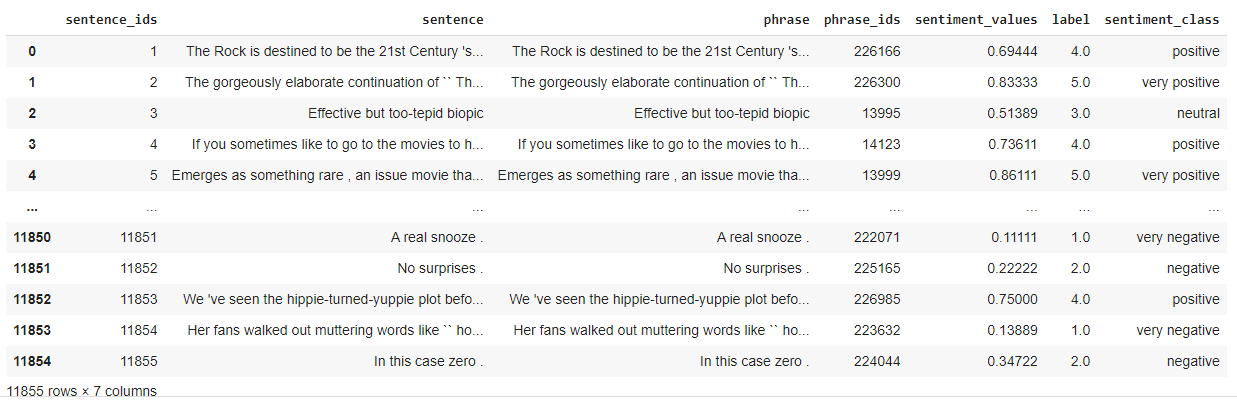 sentence_ids sentence phrase phrase_ids sentiment_values label sentiment_class
0 1 The Rock is destined to be the 21st Century 's... The Rock is destined to be the 21st Century 's... 226166 0.69444 4.0 positive
1 2 The gorgeously elaborate continuation of `` Th... The gorgeously elaborate continuation of `` Th... 226300 0.83333 5.0 very positive
2 3 Effective but too-tepid biopic Effective but too-tepid biopic 13995 0.51389 3.0 neutral
3 4 If you sometimes like to go to the movies to h... If you sometimes like to go to the movies to h... 14123 0.73611 4.0 positive
4 5 Emerges as something rare , an issue movie tha... Emerges as something rare , an issue movie tha... 13999 0.86111 5.0 very positive
... ... ... ... ... ... ... ...
11850 11851 A real snooze . A real snooze . 222071 0.11111 1.0 very negative
11851 11852 No surprises . No surprises . 225165 0.22222 2.0 negative
11852 11853 We 've seen the hippie-turned-yuppie plot befo... We 've seen the hippie-turned-yuppie plot befo... 226985 0.75000 4.0 positive
11853 11854 Her fans walked out muttering words like `` ho... Her fans walked out muttering words like `` ho... 223632 0.13889 1.0 very negative
11854 11855 In this case zero . In this case zero . 224044 0.34722 2.0 negative
11855 rows × 7 columns